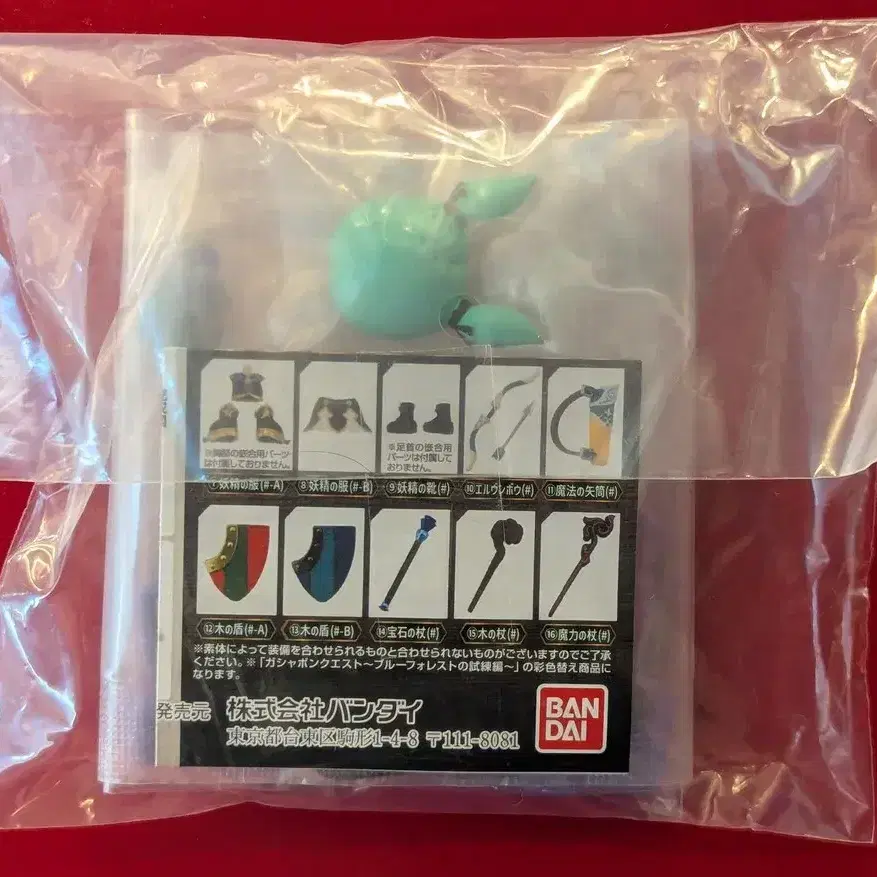 ※胸部の嵌合用パーツは付属しておりません。
※足首の嵌合用パーツは付属しておりません。
⑦妖精の服(#-A)
⑧妖精の服(#-B)
⑨妖精の靴(#)
⑩エルヴンボウ(#)
⑪魔法の矢筒(#)
⑫木の盾(#-A)
⑬木の盾(#-B)
⑭宝石の杖(#)
⑮木の杖(#)
⑯魔力の杖(#)
※素体によって装備を合わせられるものと合わせられないものがございますのでご了
承ください。※「ガシャポンクエスト～ブルーフォレストの試練編～」の彩色替え商品に
なります。
発売元 株式会社バンダイ
東京都台東区駒形1-4-8 〒111-8081
BAN
DAI